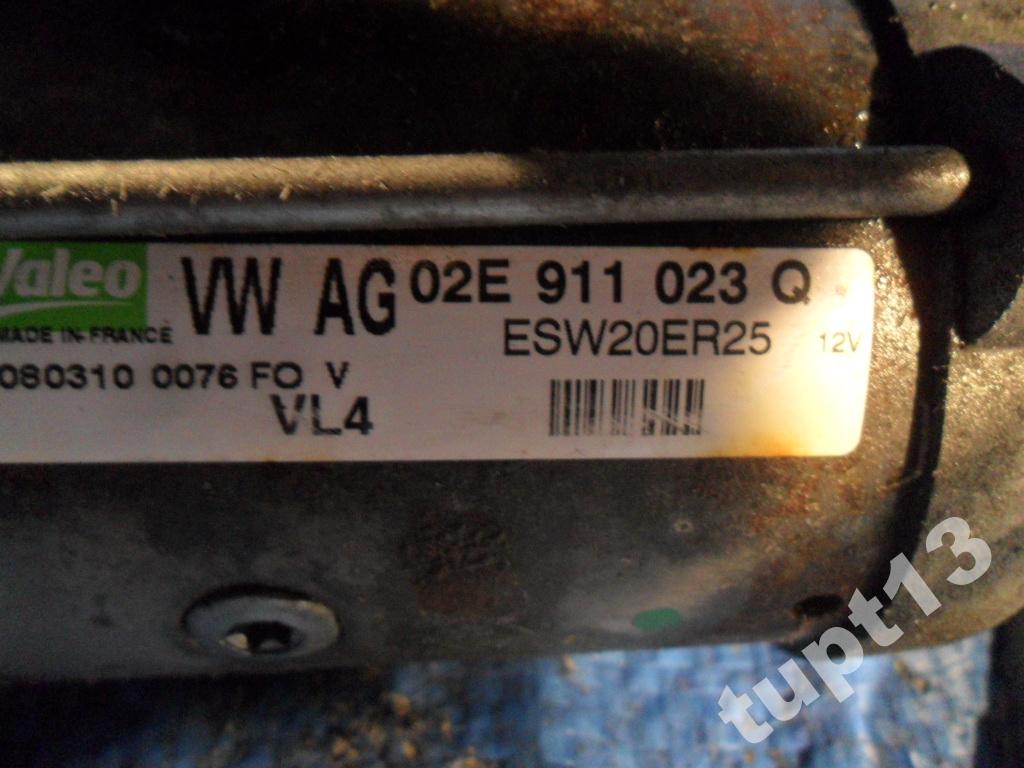 Valeo
MADE IN FRANCE
VW AG 02E 911 023 Q
ESW20ER25 12V
080310 0076 FO V
VL4
tupt13